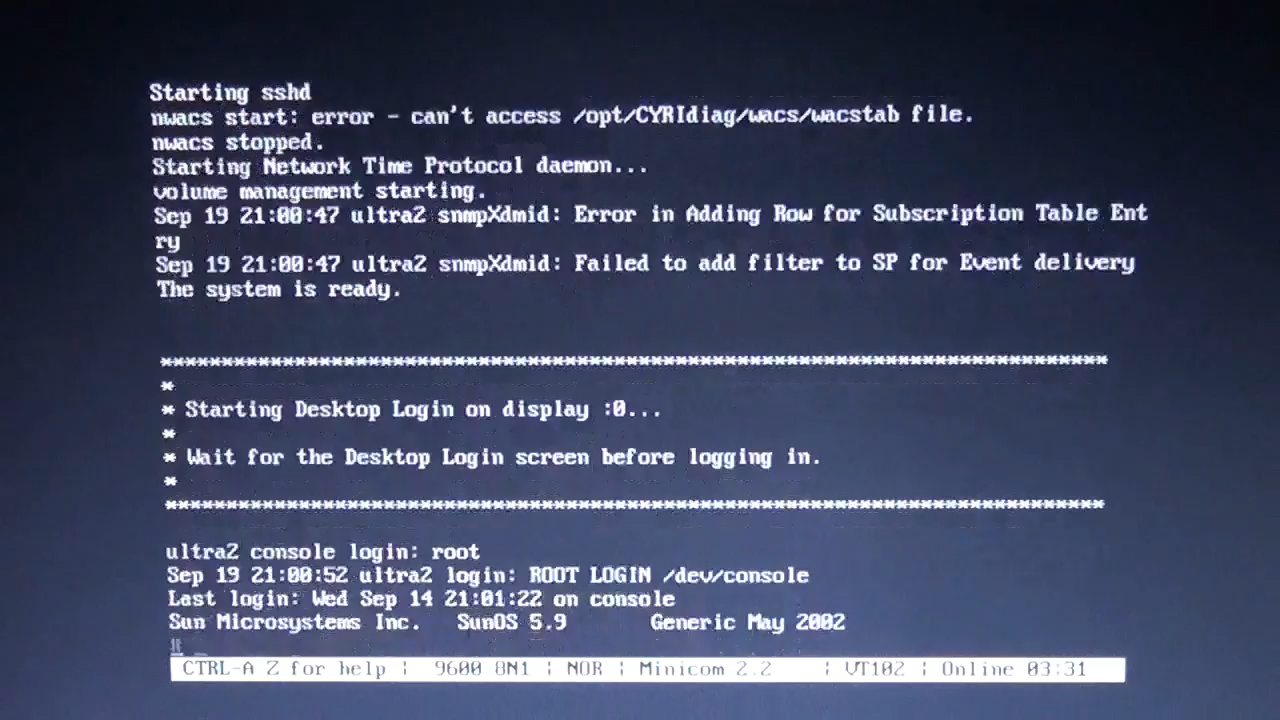 Starting sshd
nwacs start: error - can't access /opt/CYRIdiag/wacs/wacstab file.
nwacs stopped.
Starting Network Time Protocol daemon...
volume management starting.
Sep 19 21:00:47 ultra2 snmpXdmid: Error in Adding Row for Subscription Table Ent
ry
Sep 19 21:00:47 ultra2 snmpXdmid: Failed to add filter to SP for Event delivery
The system is ready.
******************************************************************************
*
* Starting Desktop Login on display :0...
*
* Wait for the Desktop Login screen before logging in.
*
******************************************************************************
ultra2 console login: root
Sep 19 21:00:52 ultra2 login: ROOT LOGIN /dev/console
Last login: Wed Sep 14 21:01:22 on console
Sun Microsystems Inc.   SunOS 5.9       Generic May 2002
CTRL-A Z for help ¦  9600 8N1 ¦ NOR ¦ Minicom 2.2    ¦ VT102 ¦ Online 03:31